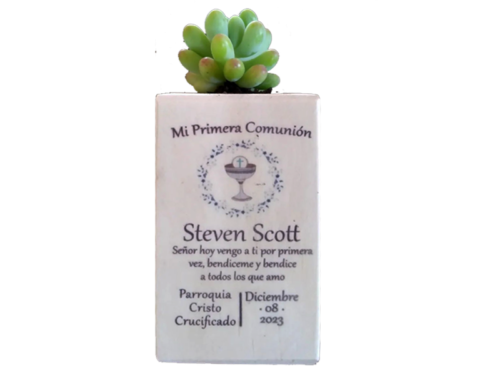 Mi Primera Comunión
Steven Scott
Señor hoy vengo a ti por primera
vez, bendiceme y bendice
a todos los que amo
Parroquia
Cristo
Crucificado
Diciembre
· 08 ·
2023